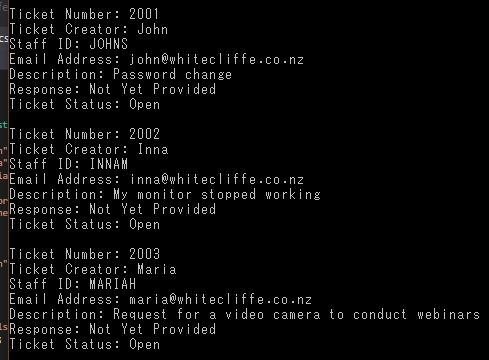 Ticket Number: 2001
Ticket Creator: John
Staff ID: JOHNS
Email Address: john@whitecliffe.co.nz
Description: Password change
Response: Not Yet Provided
Ticket Status: Open
Ticket Number: 2002
Ticket Creator: Inna
Staff ID: INNAM
Email Address: inna@whitecliffe.co.nz
Description: My monitor stopped working
Response: Not Yet Provided
Ticket Status: Open
Ticket Number: 2003
Ticket Creator: Maria
Staff ID: MARIAH
Email Address: maria@whitecliffe.co.nz
Description: Request for a video camera to conduct webinars
Response: Not Yet Provided
Ticket Status: Open